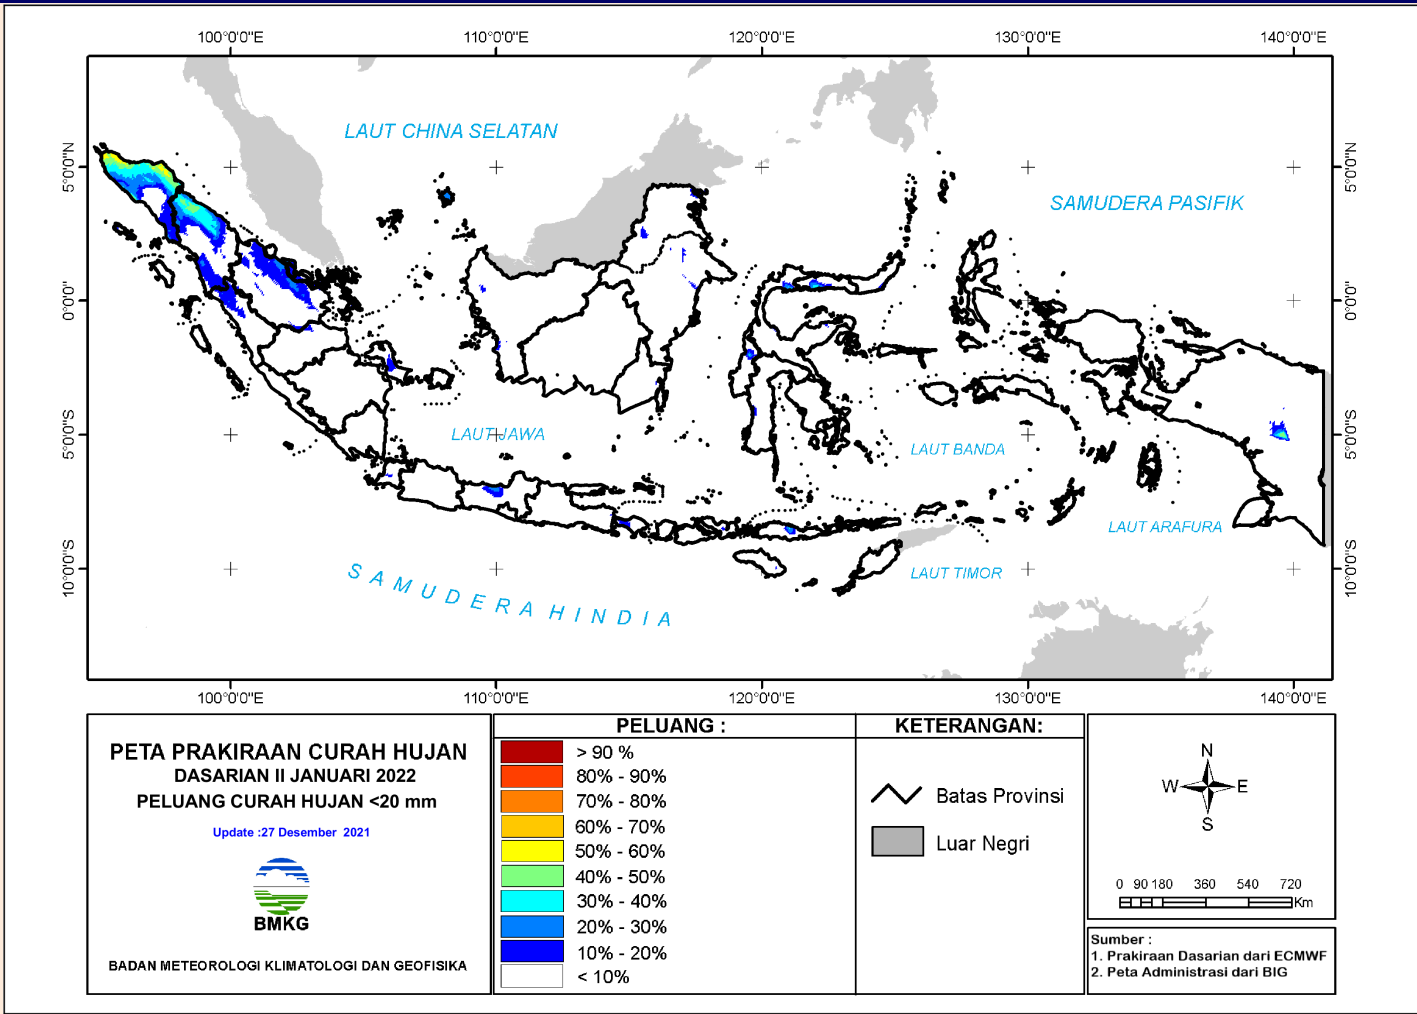 100°0'0"E 110°0'0"E 120°0'0"E 130°0'0"E 140°0'0"E
LAUT CHINA SELATAN
5°0'0"N 5°0'0"N
SAMUDERA PASIFIK
0°0'0" 0°0'0"
5°0'0"S 5°0'0"S
LAUT JAWA
LAUT BANDA
LAUT ARAFURA
10°0'0"S 10°0'0"S
LAUT TIMOR
SAMUDERA HINDIA
100°0'0"E 110°0'0"E 120°0'0"E 130°0'0"E 140°0'0"E
PETA PRAKIRAAN CURAH HUJAN
DASARIAN II JANUARI 2022
PELUANG CURAH HUJAN <20 mm
Update :27 Desember 2021
BMKG
BADAN METEOROLOGI KLIMATOLOGI DAN GEOFISIKA
PELUANG :
> 90 %
80% - 90%
70% - 80%
60% - 70%
50% - 60%
40% - 50%
30% - 40%
20% - 30%
10% - 20%
< 10%
KETERANGAN:
Batas Provinsi
Luar Negri
N
W E
S
0 90 180 360 540 720
Km
Sumber :
1. Prakiraan Dasarian dari ECMWF
2. Peta Administrasi dari BIG